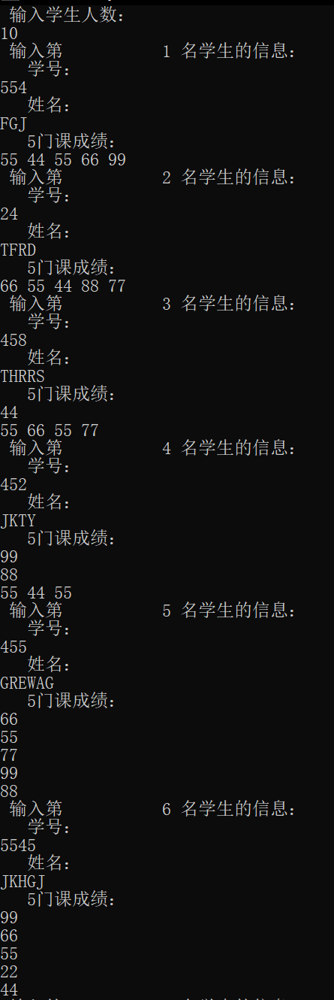 输入学生人数：
10
输入第 1 名学生的信息：
学号：
554
姓名：
FGJ
5门课成绩：
55 44 55 66 99
输入第 2 名学生的信息：
学号：
24
姓名：
TFRD
5门课成绩：
66 55 44 88 77
输入第 3 名学生的信息：
学号：
458
姓名：
THRRS
5门课成绩：
44
55 66 55 77
输入第 4 名学生的信息：
学号：
452
姓名：
JKTY
5门课成绩：
99
88
55 44 55
输入第 5 名学生的信息：
学号：
455
姓名：
GREWAG
5门课成绩：
66
55
77
99
88
输入第 6 名学生的信息：
学号：
5545
姓名：
JKHGJ
5门课成绩：
99
66
55
22
44